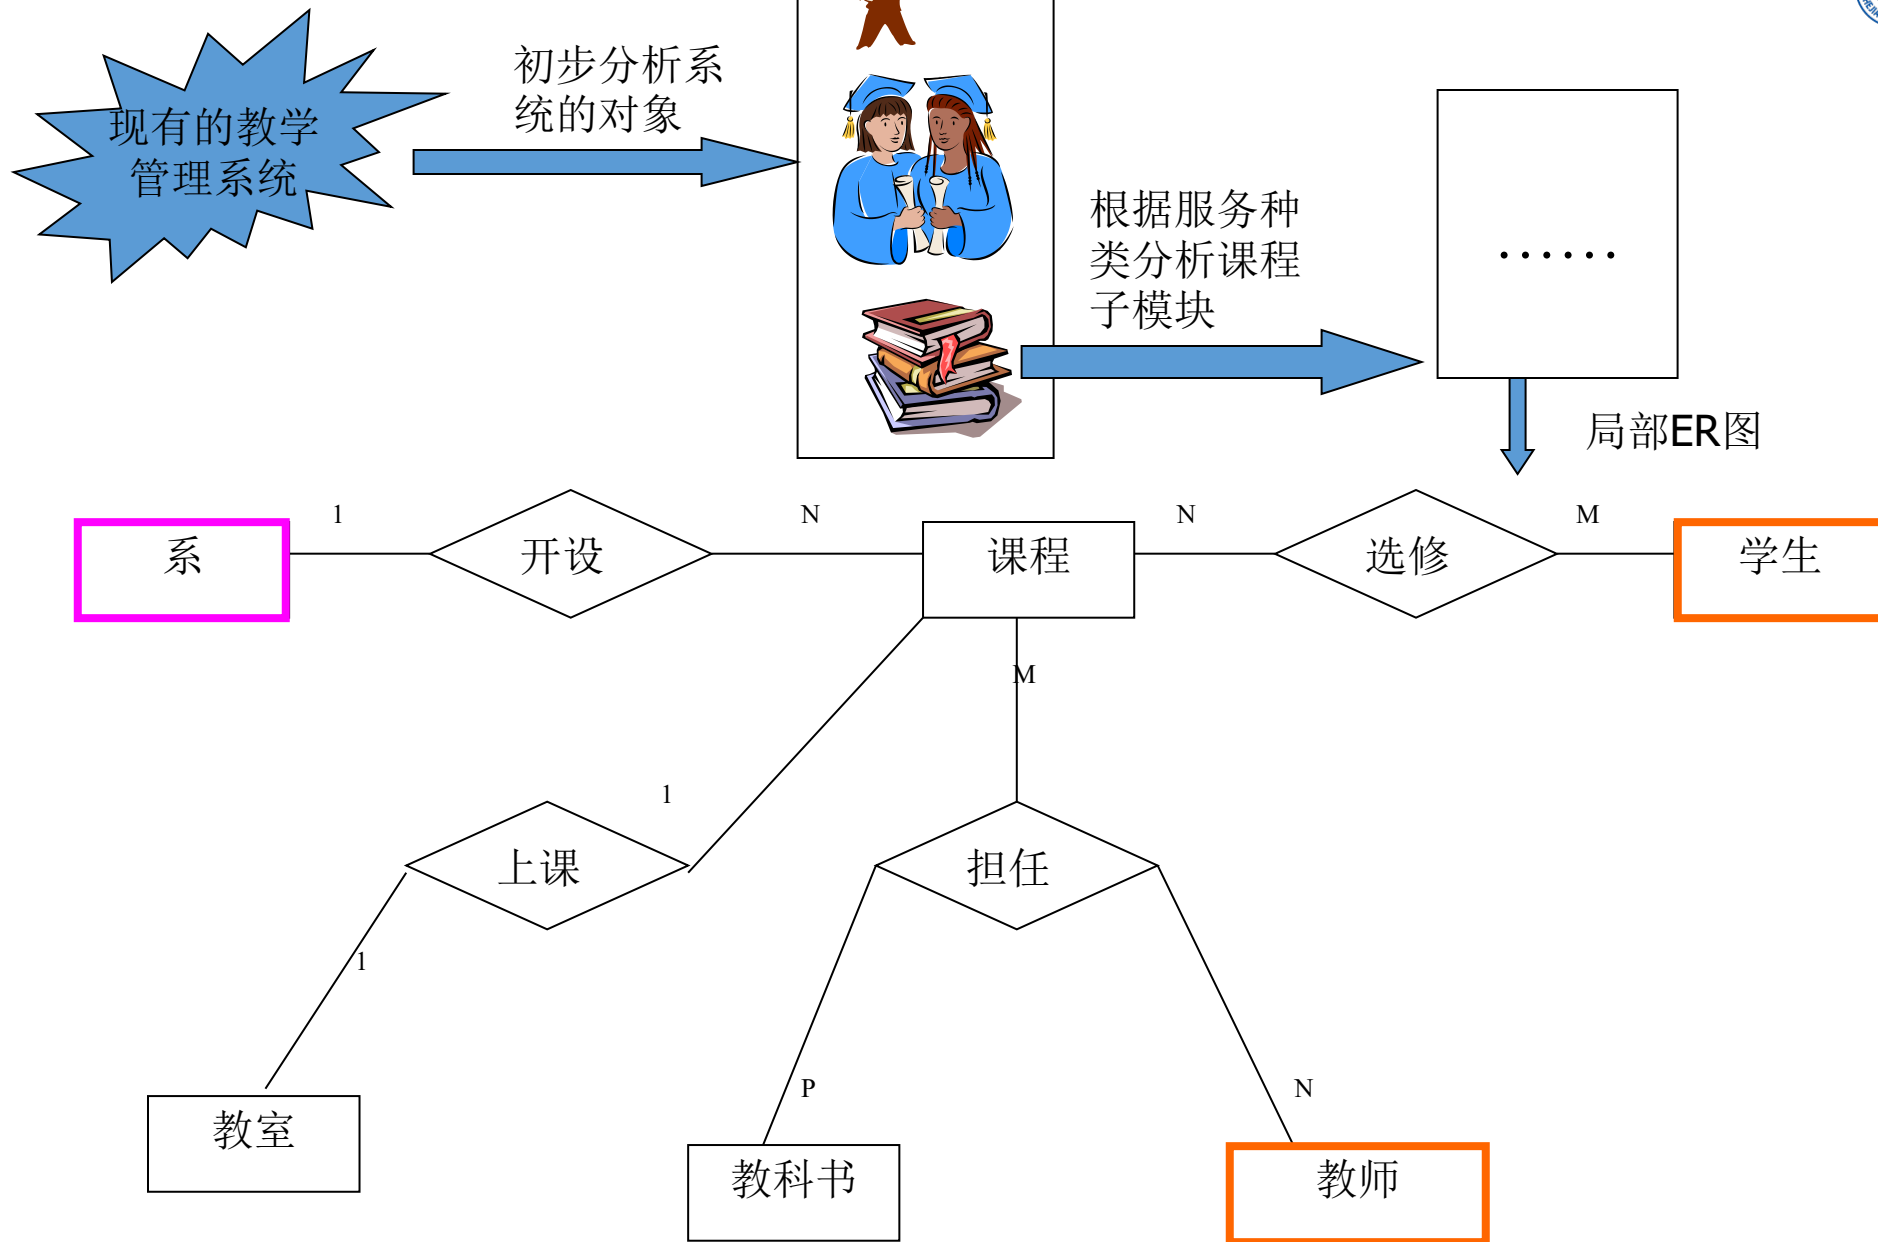 现有的教学
管理系统
初步分析系
统的对象
根据服务种
类分析课程
子模块
......
局部ER图
系
1
开设
N
课程
N
选修
M
学生
M
1
上课
担任
1
P
N
教室
教科书
教师